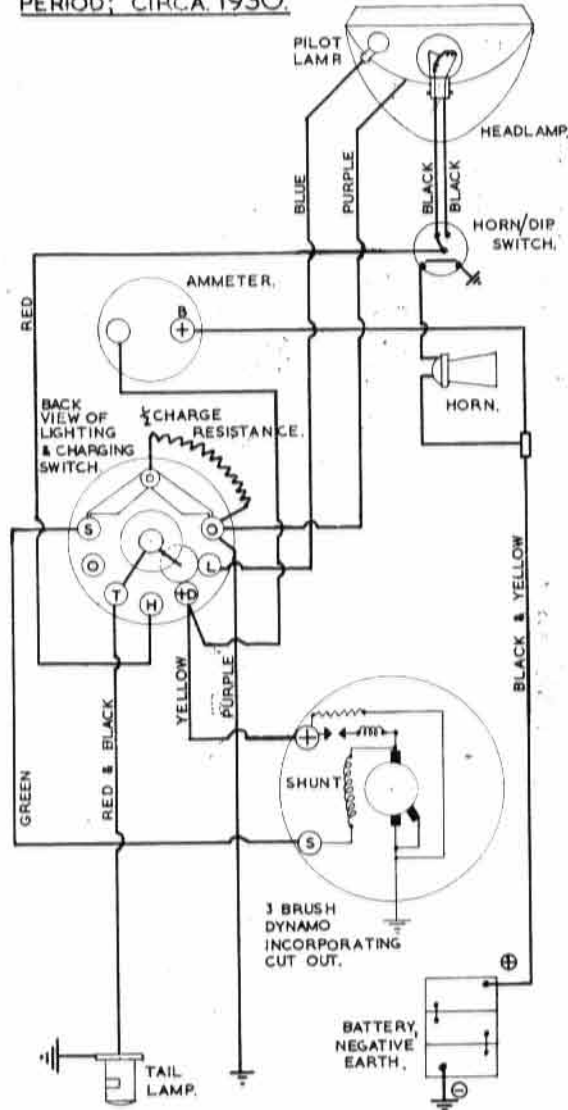 PERIOD; CIRCA. 1930.
PILOT
LAMP
HEADLAMP.
BLUE
PURPLE
BLACK
BLACK
HORN/DIP
SWITCH.
RED
AMMETER.
B
+
HORN.
BACK
VIEW OF
LIGHTING
& CHARGING
SWITCH.
½ CHARGE
RESISTANCE.
O
S
O
O
L
T
H
+D
YELLOW
PURPLE
BLACK & YELLOW
GREEN
RED & BLACK
+
SHUNT
S
3 BRUSH
DYNAMO
INCORPORATING
CUT OUT.
+
BATTERY,
NEGATIVE
EARTH.
-
TAIL
LAMP.